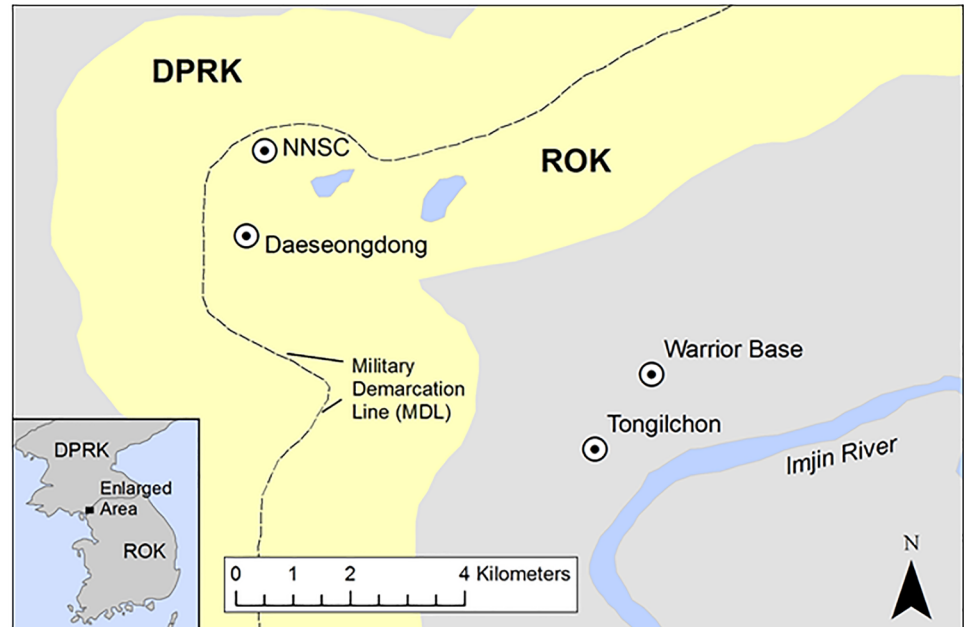 DPRK
NNSC
ROK
Daeseongdong
Military
Demarcation
Line (MDL)
Warrior Base
Tongilchon
Imjin River
DPRK
Enlarged
Area
ROK
0 1 2 4 Kilometers
N